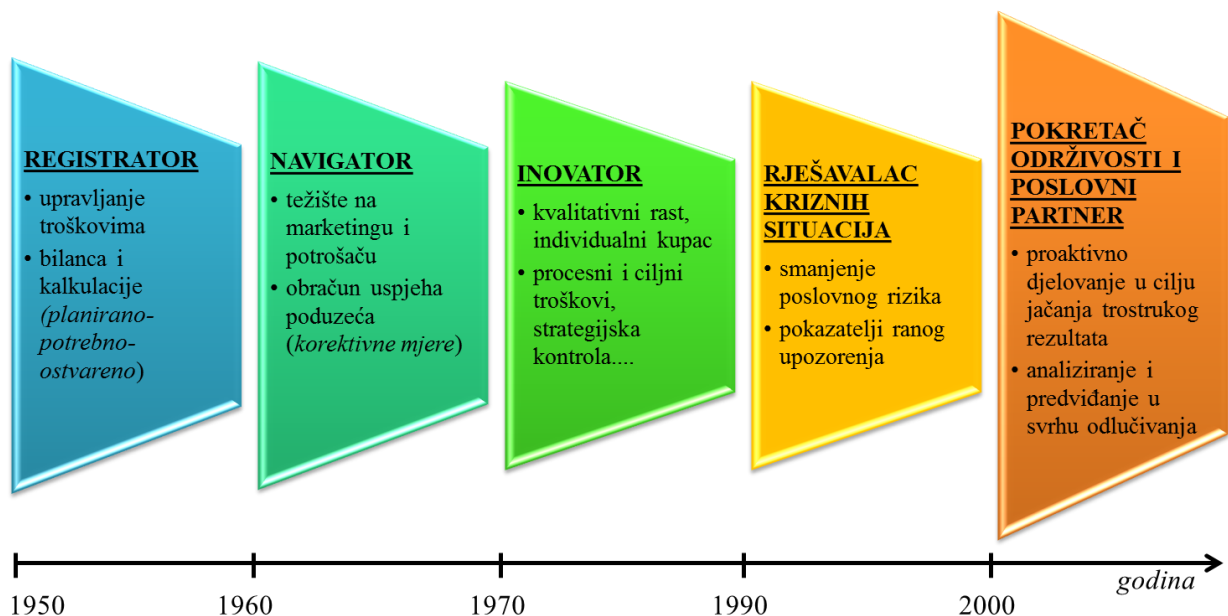 REGISTRATOR
• upravljanje
troškovima
• bilanca i
kalkulacije
(planirano-
potrebno-
ostvareno)
NAVIGATOR
• težište na
marketingu i
potrošaču
• obračun uspjeha
poduzeća
(korektivne mjere)
INOVATOR
• kvalitativni rast,
individualni kupac
• procesni i ciljni
troškovi,
strategijska
kontrola....
RJEŠAVALAC
KRIZNIH
SITUACIJA
• smanjenje
poslovnog rizika
• pokazatelji ranog
upozorenja
POKRETAČ
ODRŽIVOSTI I
POSLOVNI
PARTNER
• proaktivno
djelovanje u cilju
jačanja trostrukog
rezultata
• analiziranje i
predviđanje u
svrhu odlučivanja
godina
1950 1960 1970 1990 2000